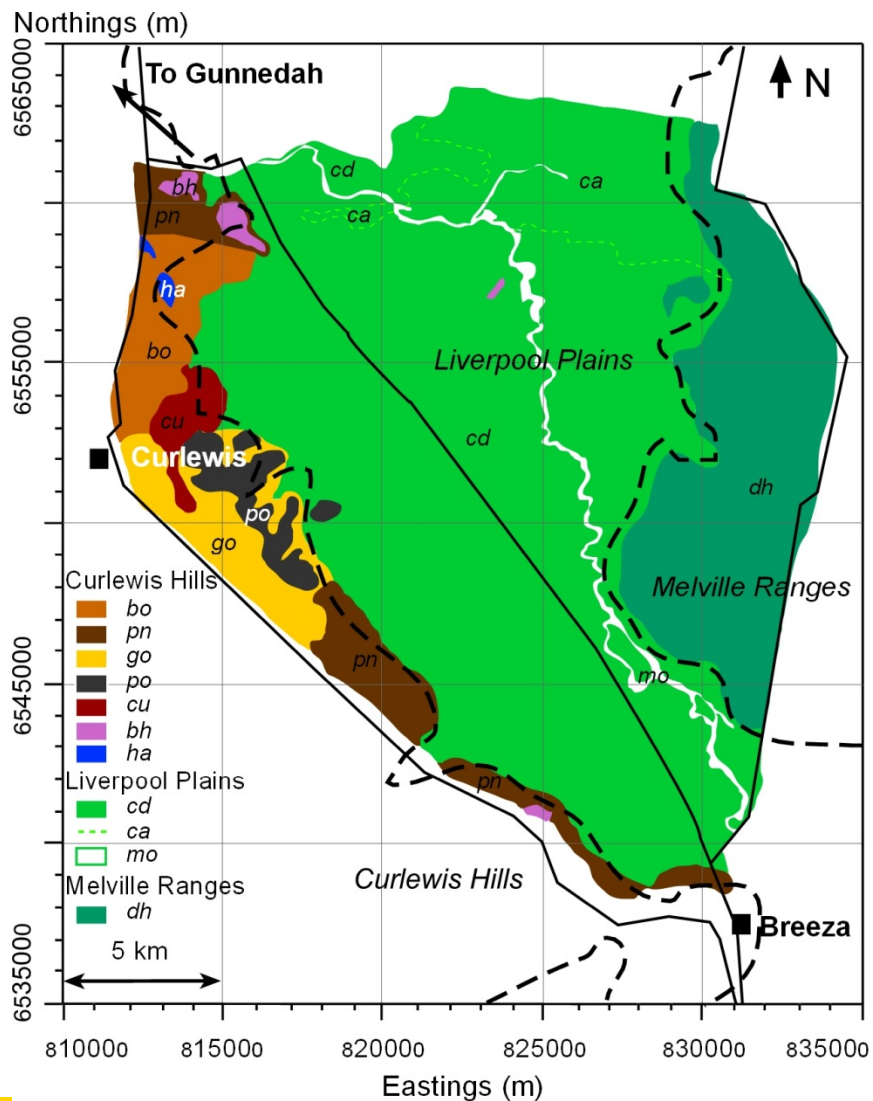 Northings (m)
To Gunnedah
N
6565000
6555000
6545000
6535000
bh
pn
cd
ca
ca
ha
bo
Liverpool Plains
cu
cd
Curlewis
po
go
dh
Melville Ranges
pn
mo
pn
Curlewis Hills
Breeza
Curlewis Hills
bo
pn
go
po
cu
bh
ha
Liverpool Plains
cd
ca
mo
Melville Ranges
dh
5 km
810000 815000 820000 825000 830000 835000
Eastings (m)